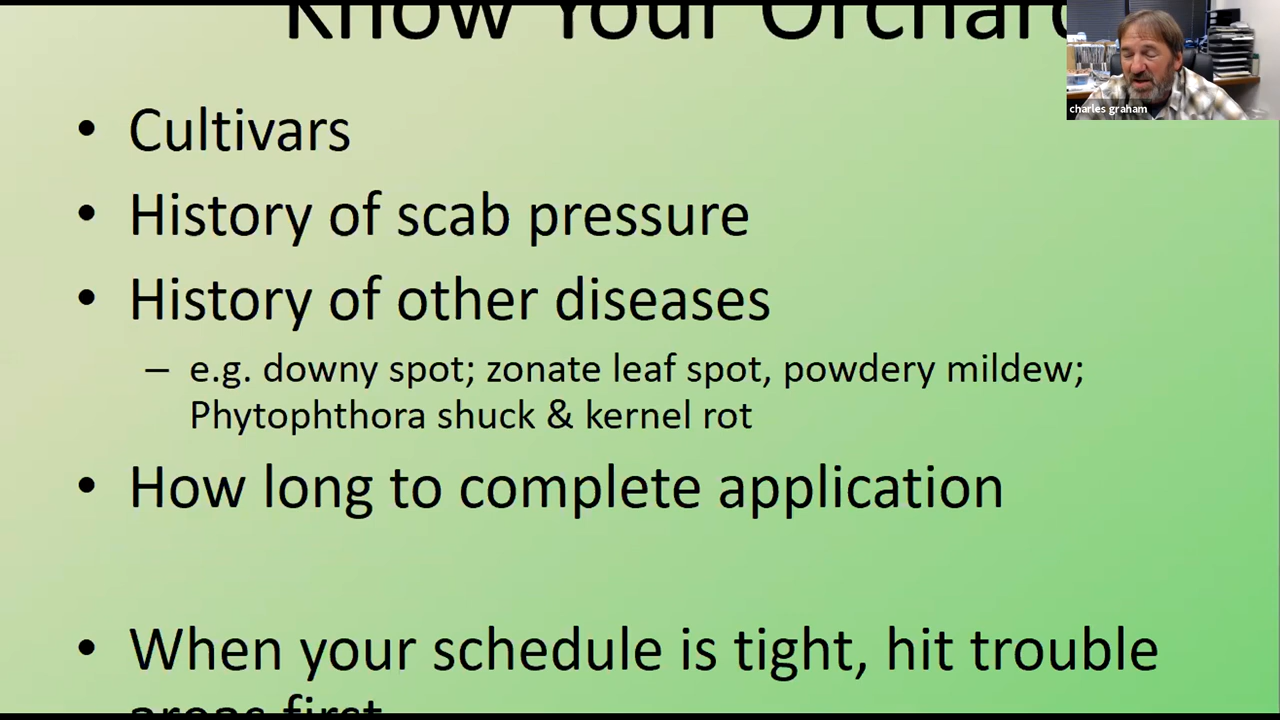 Know Your Orchard
charles graham
• Cultivars
• History of scab pressure
• History of other diseases
– e.g. downy spot; zonate leaf spot, powdery mildew;
Phytophthora shuck & kernel rot
• How long to complete application
• When your schedule is tight, hit trouble
areas first